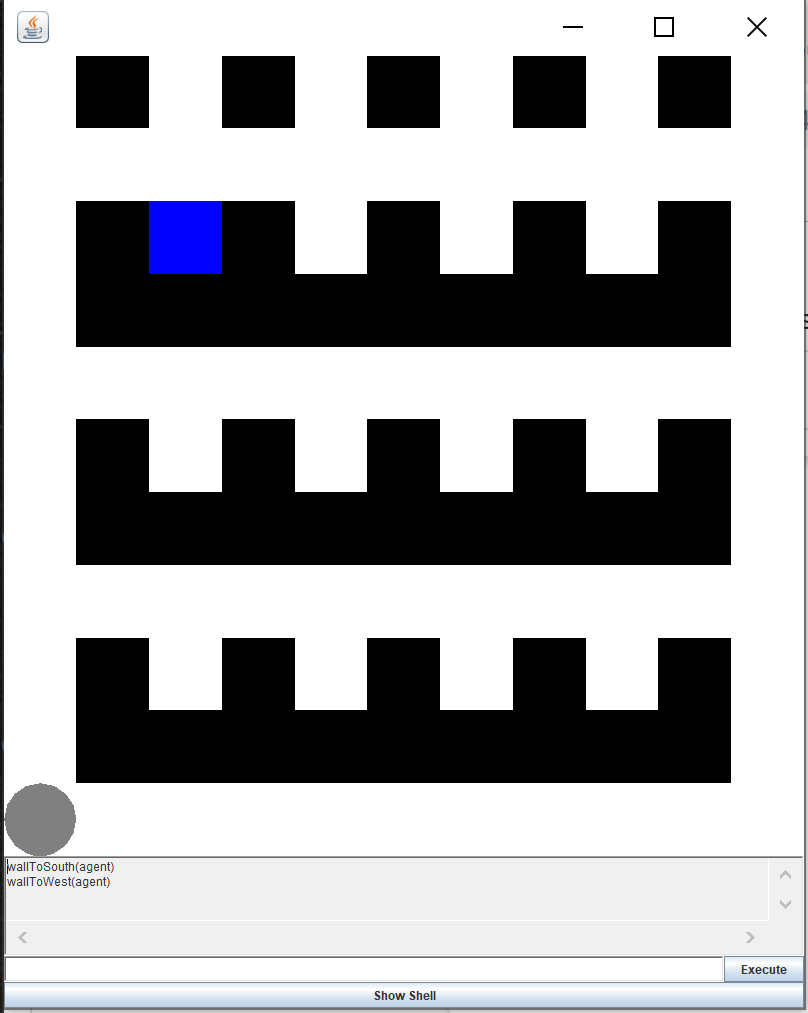 wallToSouth(agent)
wallToWest(agent)
Execute
Show Shell